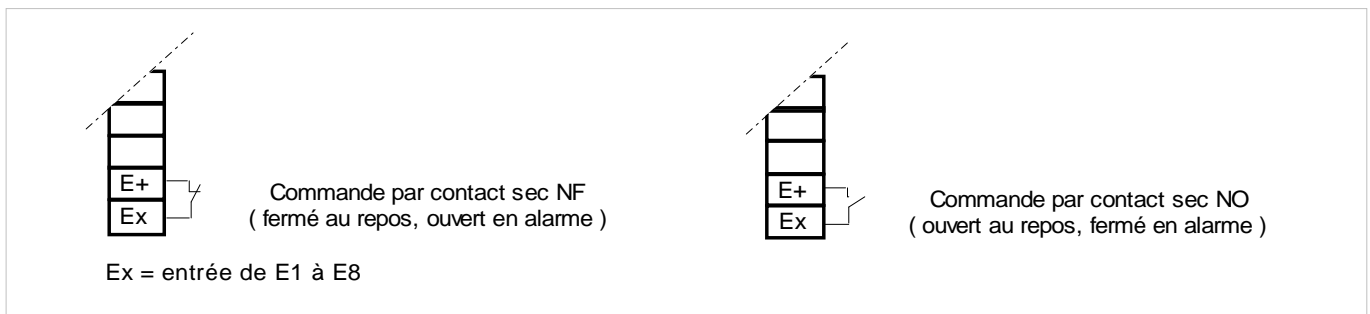 E+
Ex
Commande par contact sec NF
( fermé au repos, ouvert en alarme )
Ex = entrée de E1 à E8
E+
Ex
Commande par contact sec NO
( ouvert au repos, fermé en alarme )